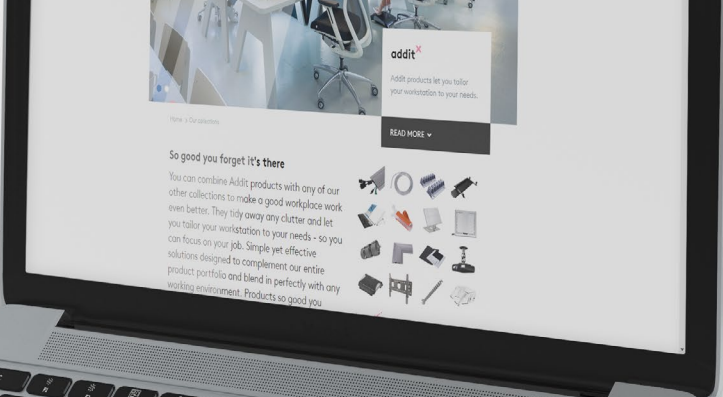 addit
Addit products let you tailor
your workstation to your needs.
Home > Our selections
READ MORE
So good you forget it's there
You can combine Addit products with any of our
other collections to make a good workplace work
even better. They tidy away any clutter and let
you tailor your workstation to your needs - so you
can focus on your job. Simple yet effective
solutions designed to complement our entire
product portfolio and blend in perfectly with any
working environment. Products so good you